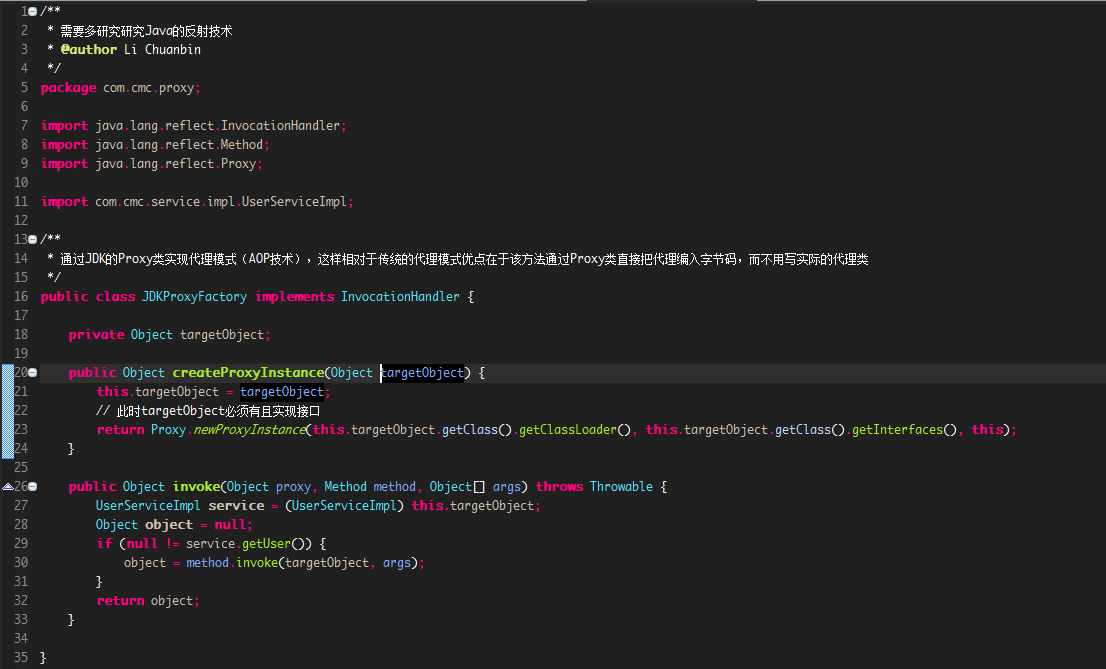 1 /**
2  * 需要多研究研究Java的反射技术
3  * @author Li Chuanbin
4  */
5 package com.cmc.proxy;
6
7 import java.lang.reflect.InvocationHandler;
8 import java.lang.reflect.Method;
9 import java.lang.reflect.Proxy;
10
11 import com.cmc.service.impl.UserServiceImpl;
12
13 /**
14  * 通过JDK的Proxy类实现代理模式（AOP技术），这样相对于传统的代理模式优点在于该方法通过Proxy类直接把代理编入字节码，而不用写实际的代理类
15  */
16 public class JDKProxyFactory implements InvocationHandler {
17
18     private Object targetObject;
19
20     public Object createProxyInstance(Object targetObject) {
21         this.targetObject = targetObject;
22         // 此时targetObject必须有且实现接口
23         return Proxy.newProxyInstance(this.targetObject.getClass().getClassLoader(), this.targetObject.getClass().getInterfaces(), this);
24     }
25
26     public Object invoke(Object proxy, Method method, Object[] args) throws Throwable {
27         UserServiceImpl service = (UserServiceImpl) this.targetObject;
28         Object object = null;
29         if (null != service.getUser()) {
30             object = method.invoke(targetObject, args);
31         }
32         return object;
33     }
34
35 }